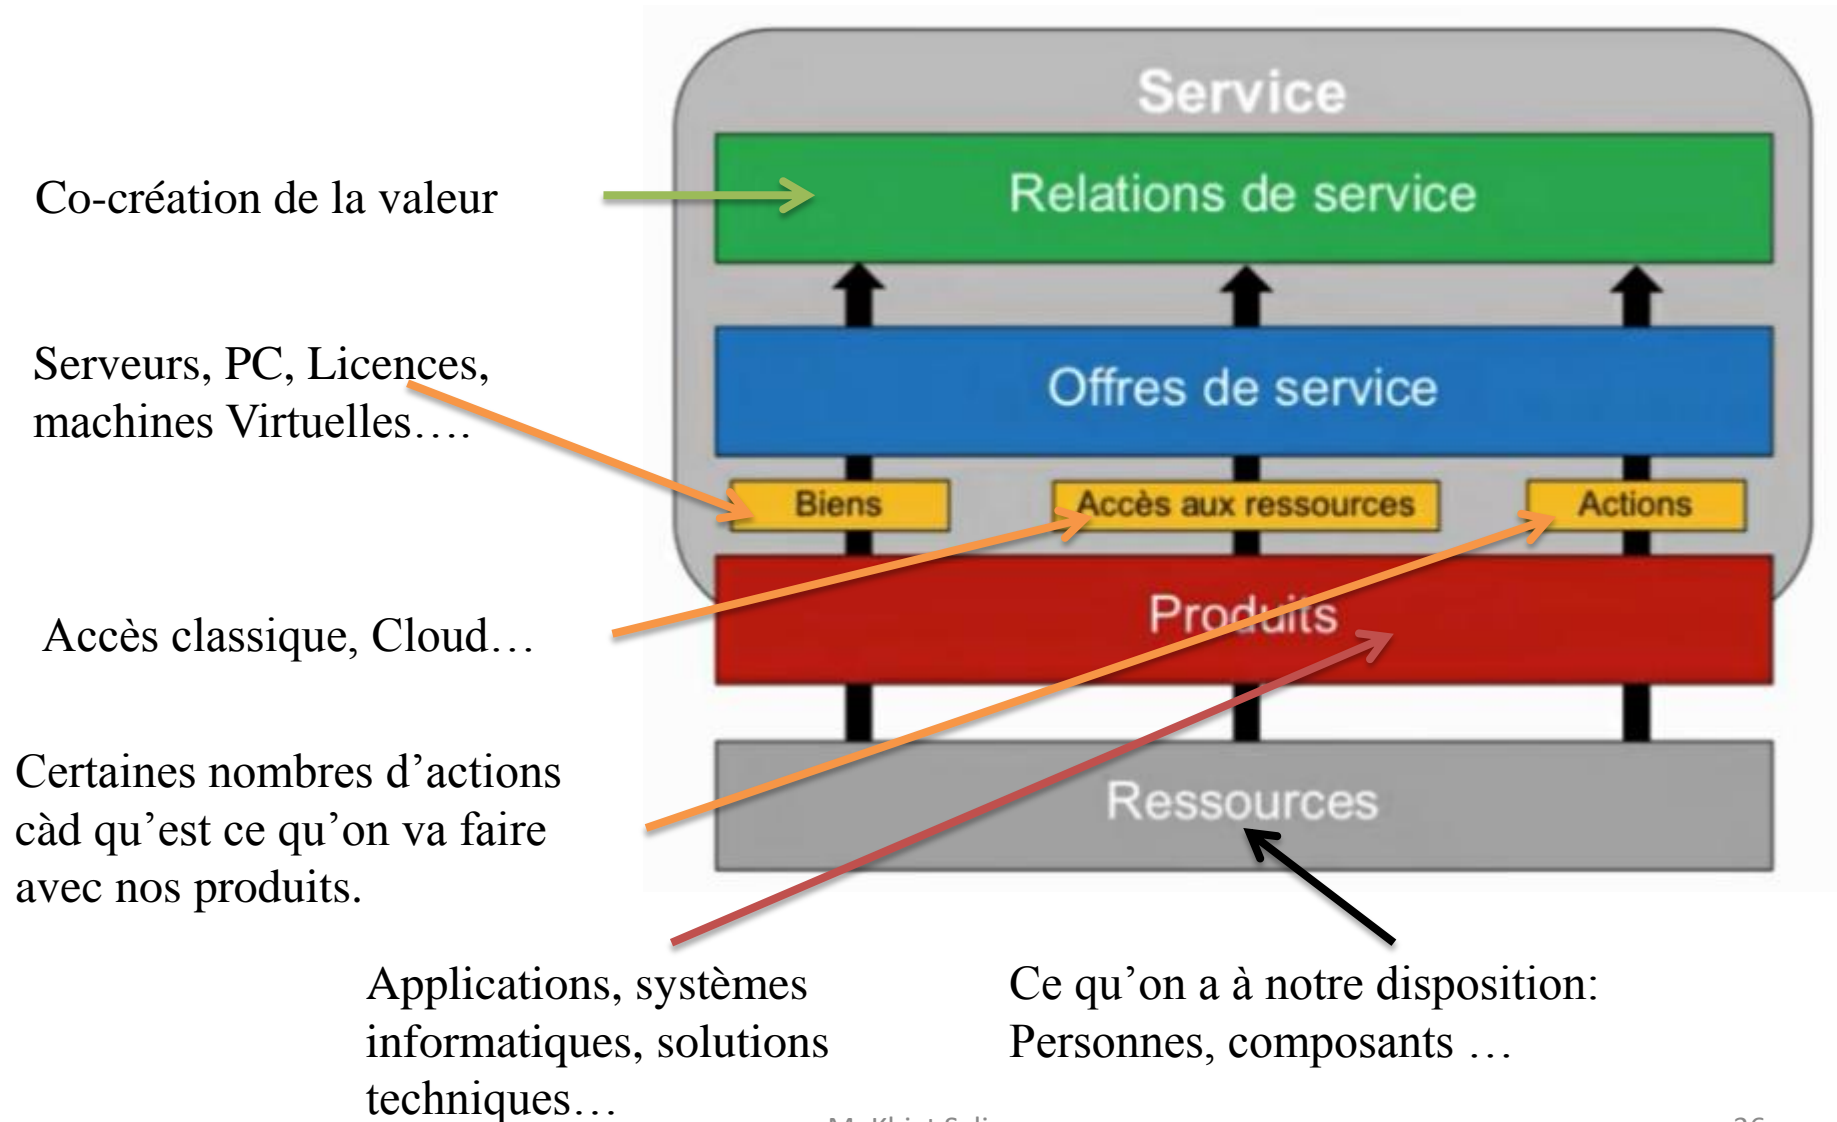 Service
Co-création de la valeur
Relations de service
Serveurs, PC, Licences,
machines Virtuelles….
Offres de service
Biens
Accès aux ressources
Actions
Accès classique, Cloud…
Produits
Certaines nombres d’actions
càd qu’est ce qu’on va faire
avec nos produits.
Ressources
Applications, systèmes
informatiques, solutions
techniques…
Ce qu’on a à notre disposition:
Personnes, composants …